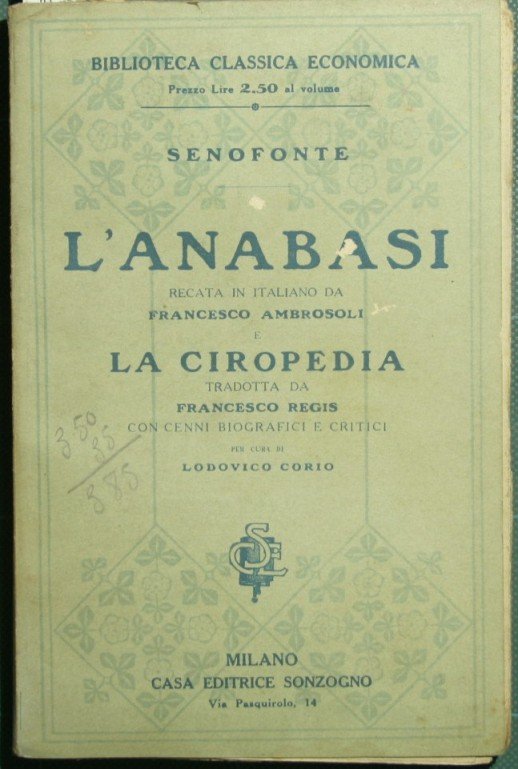 BIBLIOTECA CLASSICA ECONOMICA
Prezzo Lire 2.50 al volume
SENOFONTE
L'ANABASI
RECATA IN ITALIANO DA
FRANCESCO AMBROSOLI
E
LA CIROPEDIA
TRADOTTA DA
FRANCESCO REGIS
CON CENNI BIOGRAFICI E CRITICI
PER CURA DI
LODOVICO CORIO
3 50
35
3 85
MILANO
CASA EDITRICE SONZOGNO
Via Pasquirolo, 14